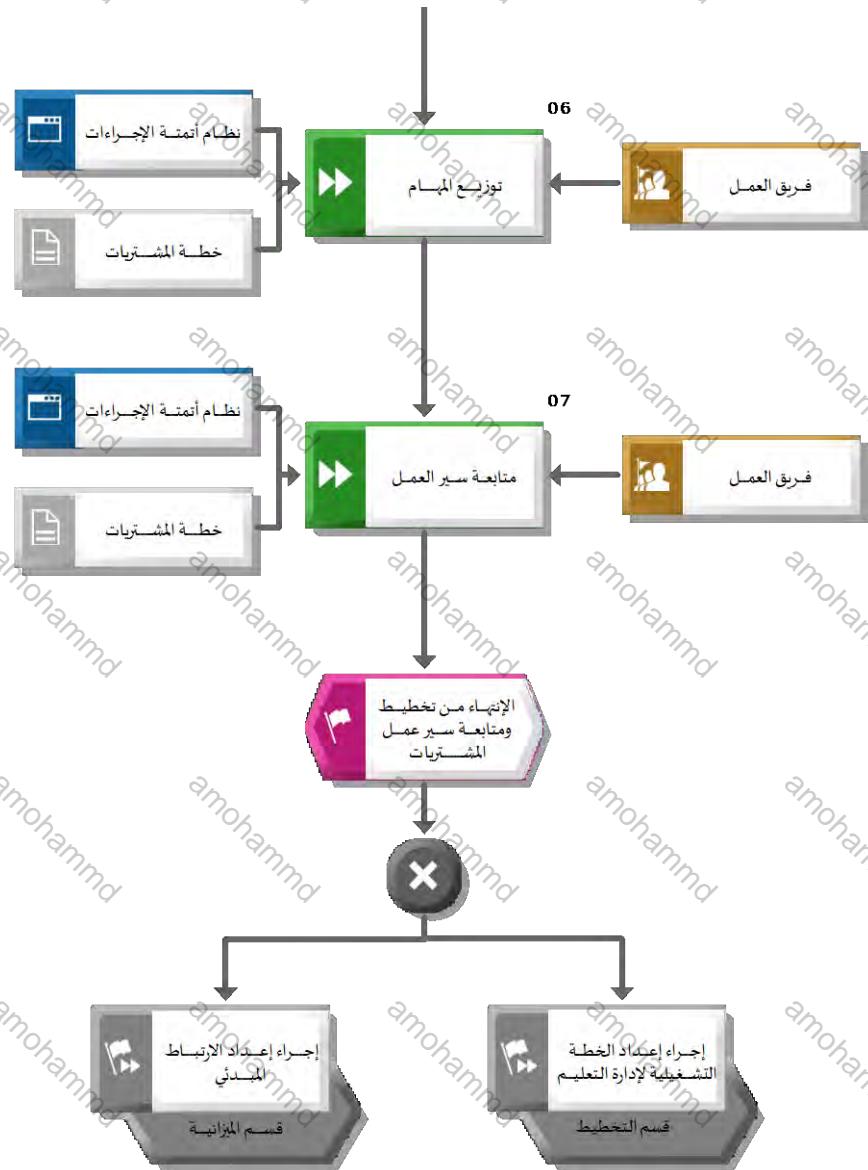 06
نظام أتمتة الإجراءات
توزيع المهام
فريق العمل
خطة المشتريات
07
نظام أتمتة الإجراءات
متابعة سير العمل
فريق العمل
خطة المشتريات
الإنتهاء من تخطيط
ومتابعة سير عمل
المشتريات
إجراء إعداد الخطة
التشغيلية لإدارة التعليم
قسم التخطيط
إجراء إعداد الارتباط
المبدئي
قسم الميزانية
amohammd